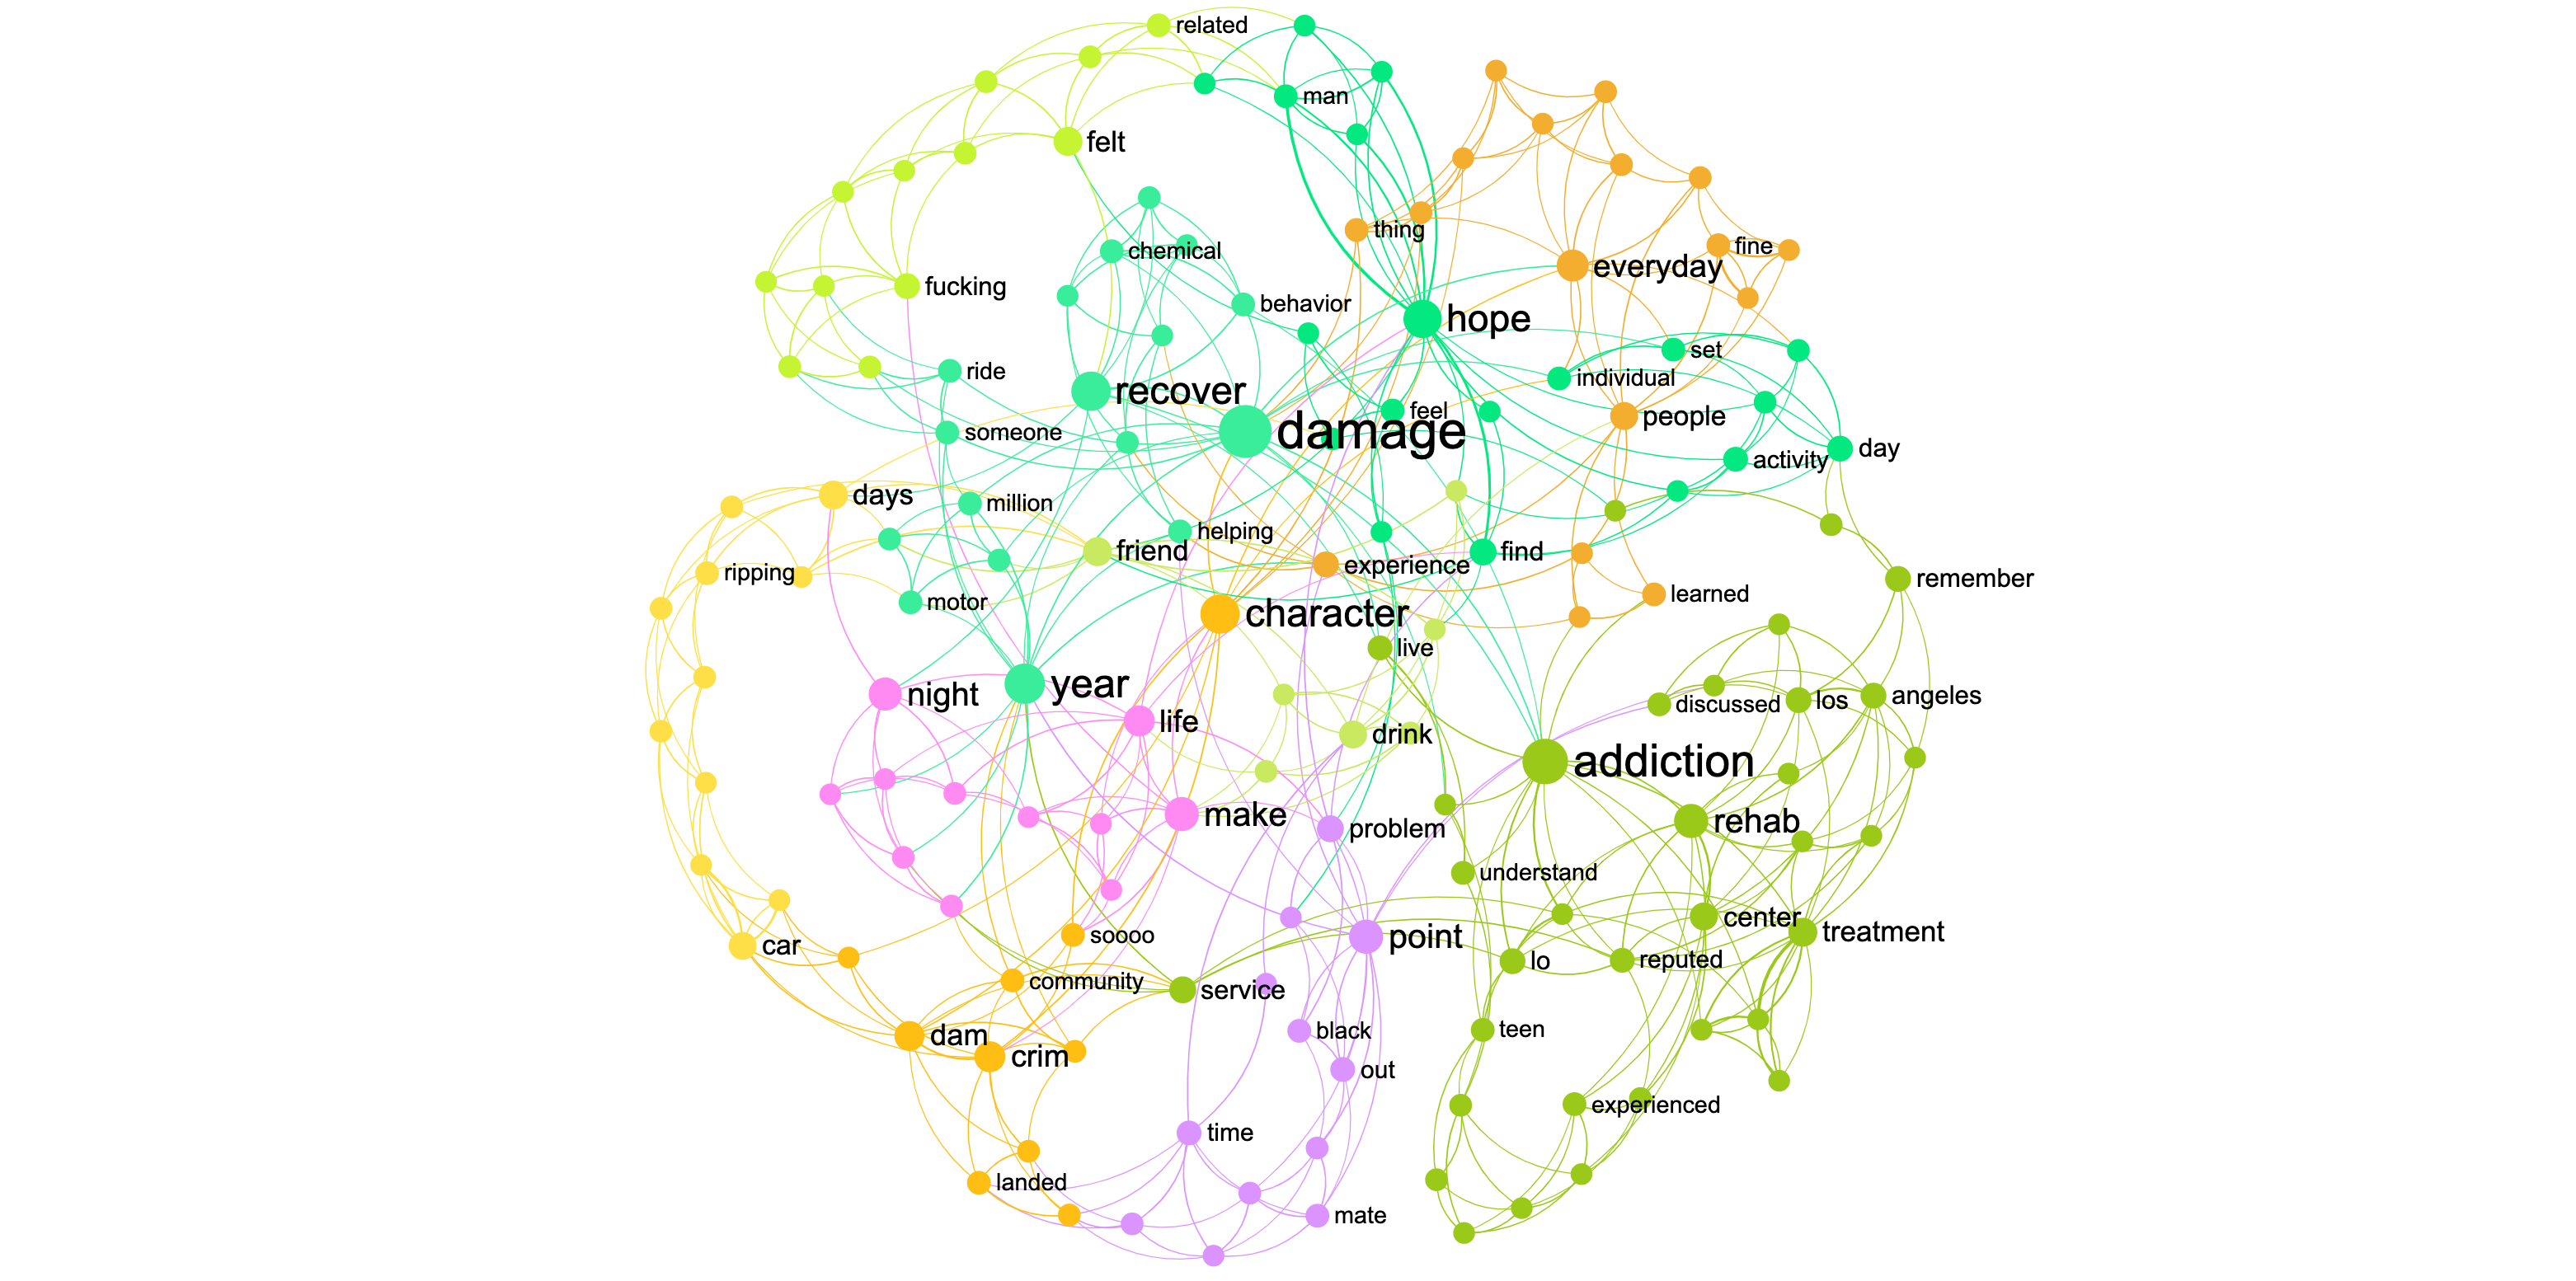 related
man
felt
thing
fine
chemical
everyday
fucking
behavior
hope
set
ride
individual
recover
feel
people
someone
damage
day
activity
days
million
helping
friend
find
experience
ripping
remember
learned
motor
character
live
year
night
angeles
los
discussed
life
drink
addiction
make
rehab
problem
understand
center
treatment
soooo
point
car
lo
reputed
community
service
teen
black
dam
crim
out
experienced
time
landed
mate